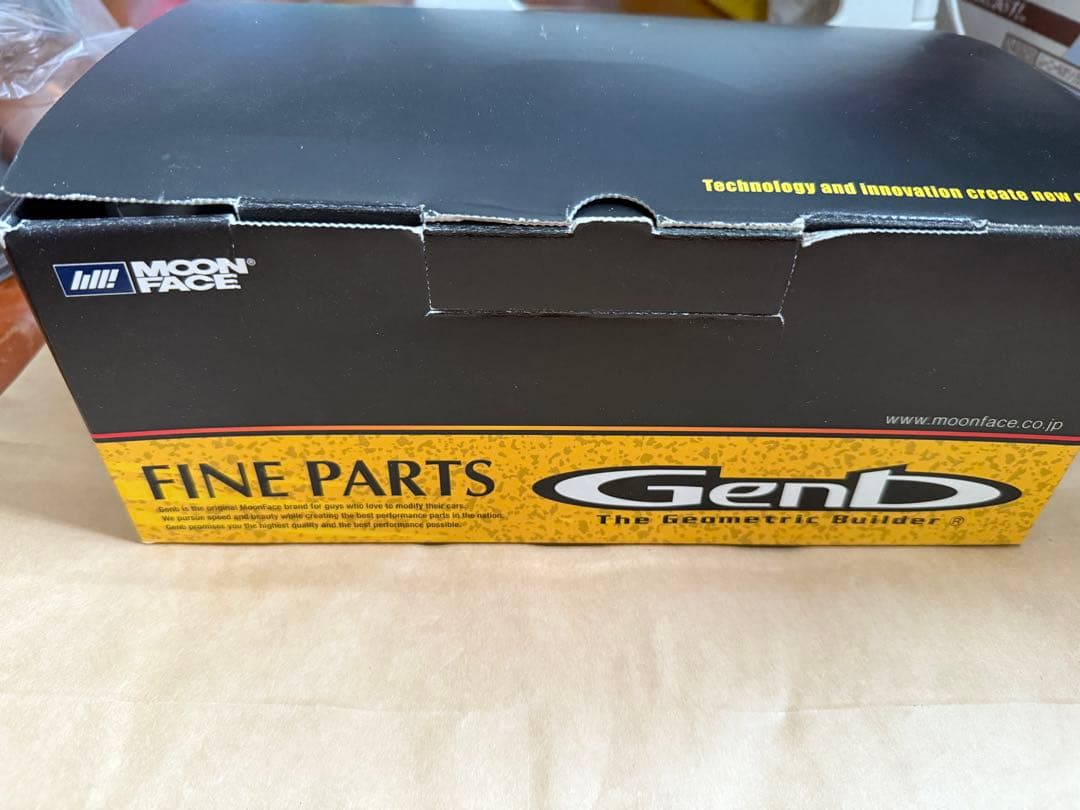 Technology and innovation create new
MOON
FACE
®
www.moonface.co.jp
FINE PARTS
Genb is the original MoonFace brand for guys who love to modify their cars.
We pursue speed and beauty while creating the best performance parts in the nation.
Genb promises you the highest quality and the best performance possible.
Genb
The Geometric Builder ®